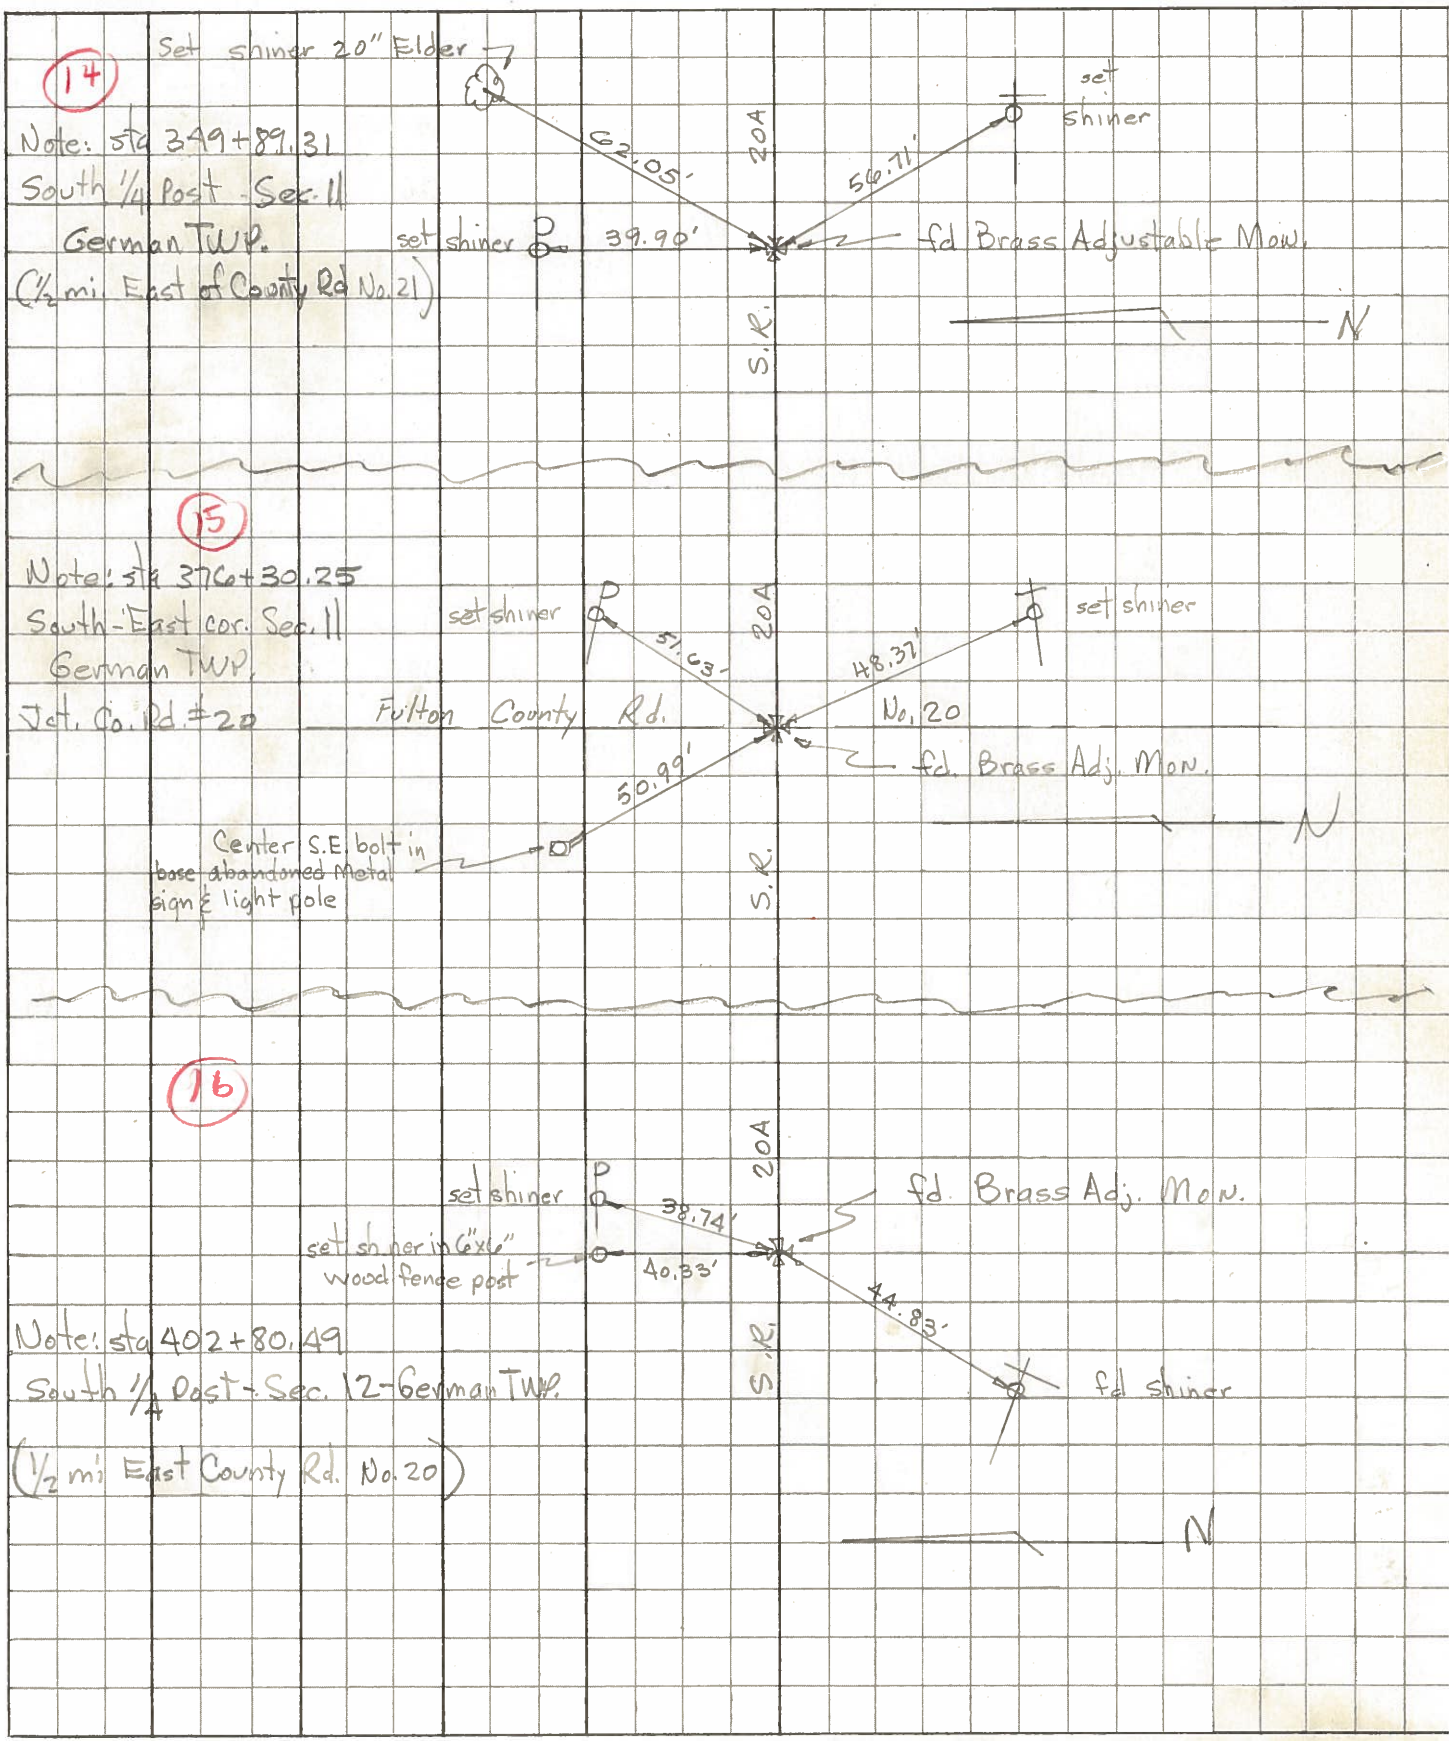 14
Set shiner 20" Elder
Note: sta 349+89.31
South 1/4 Post - Sec. 11
German TWP.
(1/2 mi. East of County Rd No. 21)
62.05'
20A
56.71'
set
shiner
set shiner
P
39.90'
fd Brass Adjustable Mon.
S.R.
N
15
Note: sta 376+30.25
South-East cor. Sec. 11
German TWP.
Jct. Co. Rd. #20
set shiner
P
51.63'
20A
48.37'
set shiner
Fulton County Rd. No. 20
fd. Brass Adj. Mon.
50.99'
N
Center S.E. bolt in
base abandoned Metal
sign & light pole
S.R.
16
20A
set shiner
P
38.74'
fd. Brass Adj. Mon.
set shiner in 6"x6"
wood fence post
40.33'
44.83'
Note: sta 402+80.49
South 1/4 Post - Sec. 12 - German TWP.
(1/2 mi East County Rd. No. 20)
S.R.
fd shiner
N